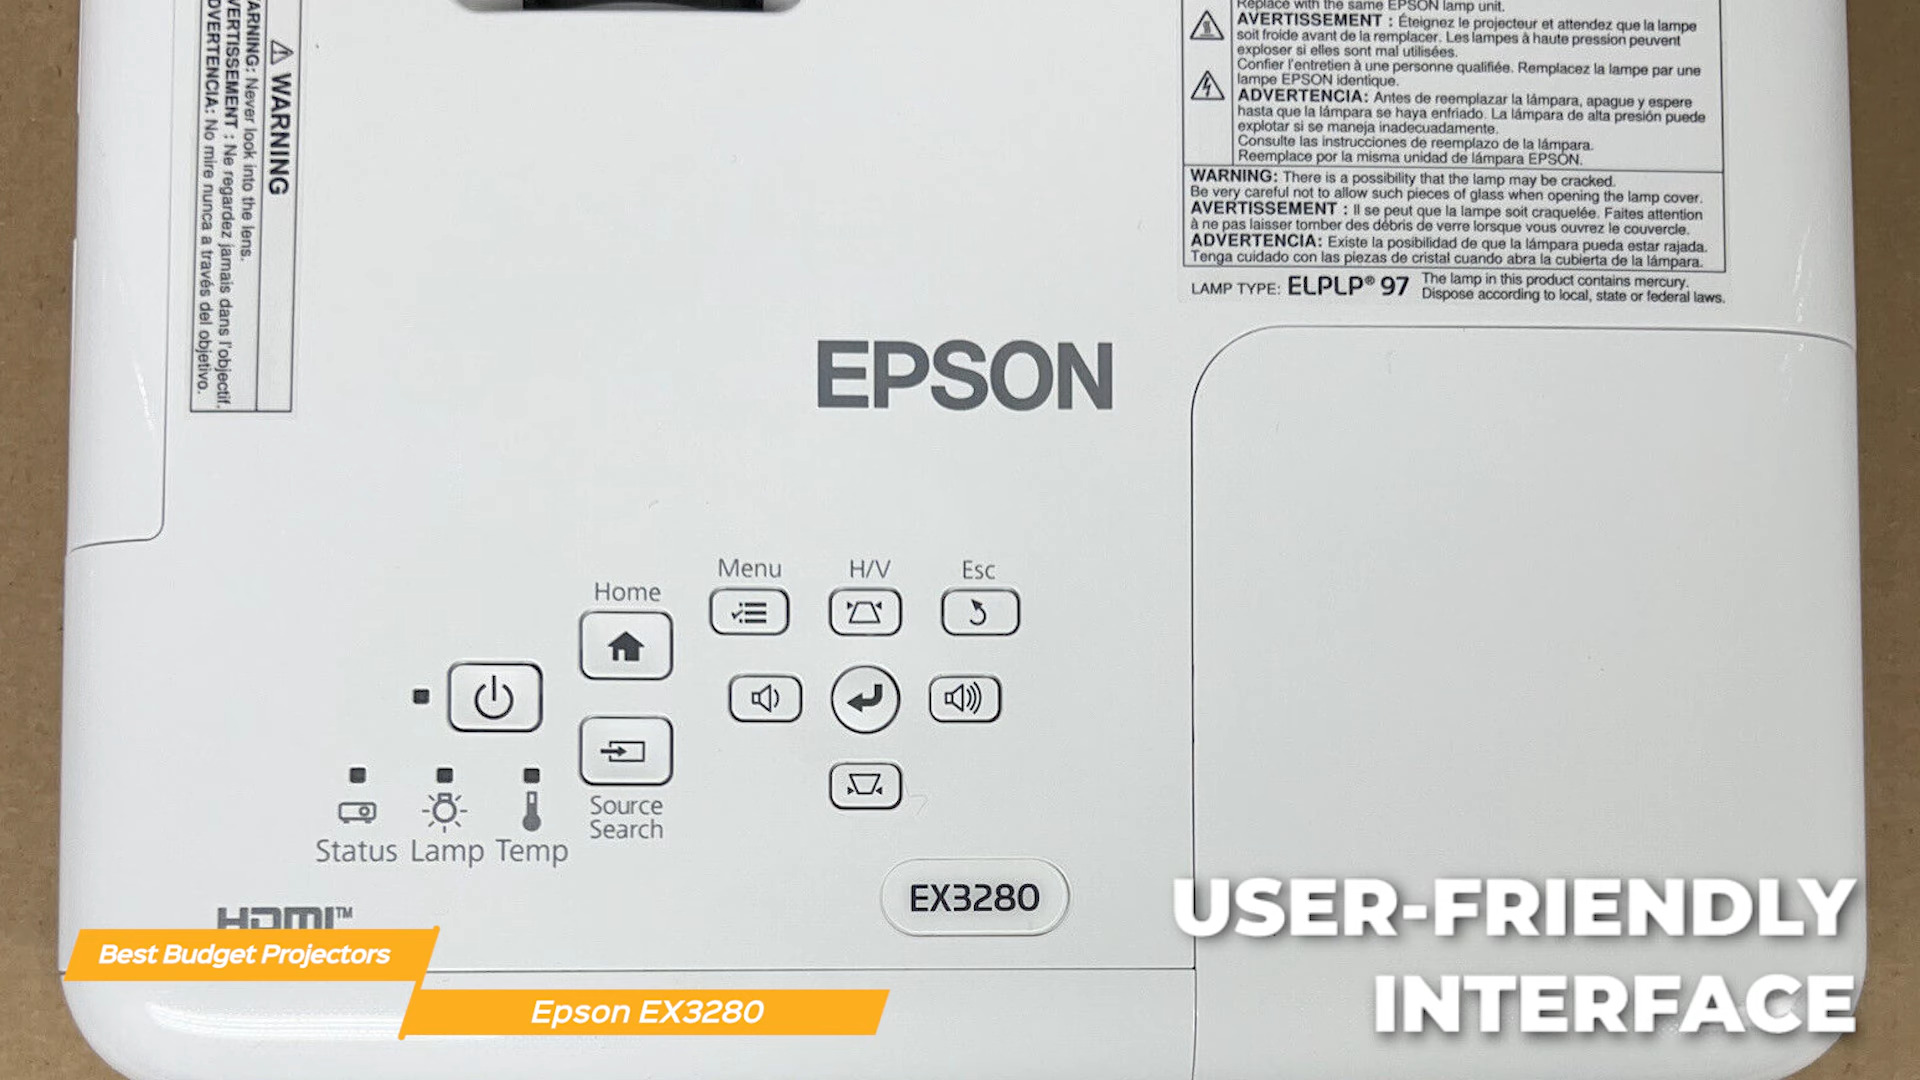 ⚠ WARNING
WARNING: Never look into the lens.
AVERTISSEMENT : Ne regardez jamais dans l'objectif.
ADVERTENCIA: No mire nunca a través del objetivo.
Replace with the same EPSON lamp unit.
AVERTISSEMENT : Éteignez le projecteur et attendez que la lampe
soit froide avant de la remplacer. Les lampes à haute pression peuvent
exploser si elles sont mal utilisées.
Confier l'entretien à une personne qualifiée. Remplacez la lampe par une
lampe EPSON identique.
ADVERTENCIA: Antes de reemplazar la lámpara, apague y espere
hasta que la lámpara se haya enfriado. La lámpara de alta presión puede
explotar si se maneja inadecuadamente.
Consulte las instrucciones de reemplazo de la lámpara.
Reemplace por la misma unidad de lámpara EPSON.
WARNING: There is a possibility that the lamp may be cracked.
Be very careful not to allow such pieces of glass when opening the lamp cover.
AVERTISSEMENT : Il se peut que la lampe soit craquelée. Faites attention
à ne pas laisser tomber des débris de verre lorsque vous ouvrez le couvercle.
ADVERTENCIA: Existe la posibilidad de que la lámpara pueda estar rajada.
Tenga cuidado con las piezas de cristal cuando abra la cubierta de la lámpara.
LAMP TYPE: ELPLP® 97
The lamp in this product contains mercury.
Dispose according to local, state or federal laws.
EPSON
Menu H/V Esc
Home
Source
Search
Status Lamp Temp
EX3280
HDMI™
Best Budget Projectors
Epson EX3280
USER-FRIENDLY
INTERFACE